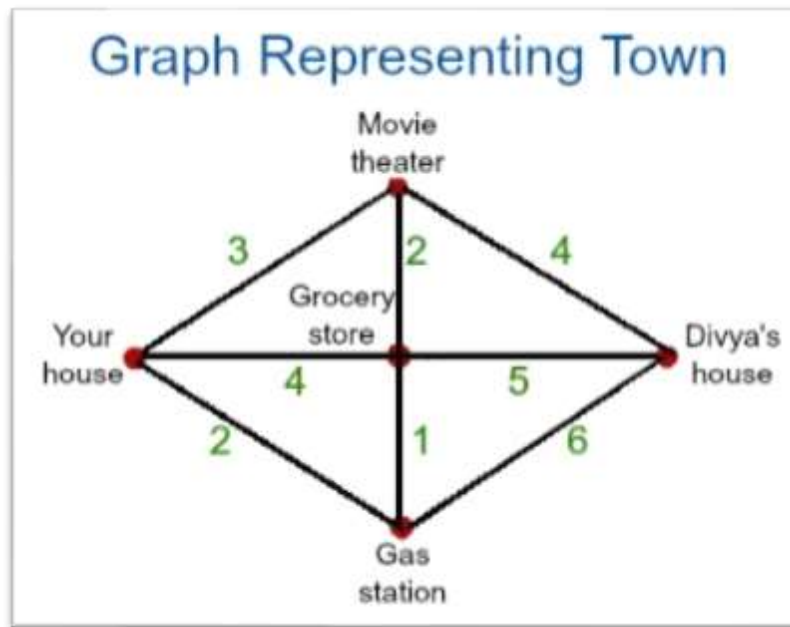 Graph Representing Town
Movie
theater
3
2
4
Grocery
store
Your
house
Divya's
house
4
5
2
1
6
Gas
station